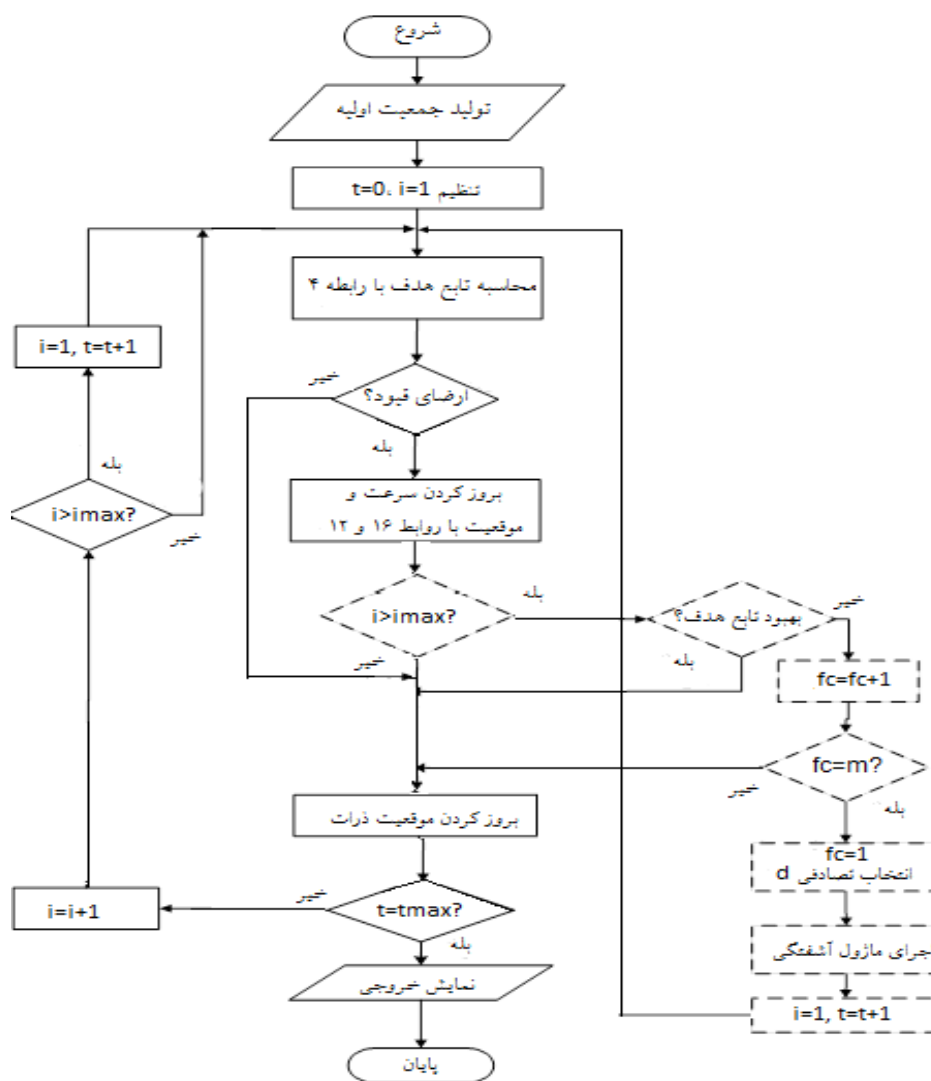 شروع
تولید جمعیت اولیه
تنظیم t=0، i=1
محاسبه تابع هدف با رابطه ۴
i=1, t=t+1
خیر
ارضای قیود؟
بله
بله
i>imax?
خیر
بروز کردن سرعت و
موقعیت با روابط ۱۶ و ۱۲
i>imax?
بله
خیر
بهبود تابع هدف؟
خیر
بله
fc=fc+1
fc=m?
خیر
بله
بروز کردن موقعیت ذرات
fc=1
انتخاب تصادفی d
t=tmax?
خیر
بله
i=i+1
جرای ماژول آشفتگی
نمایش خروجی
i=1, t=t+1
پایان